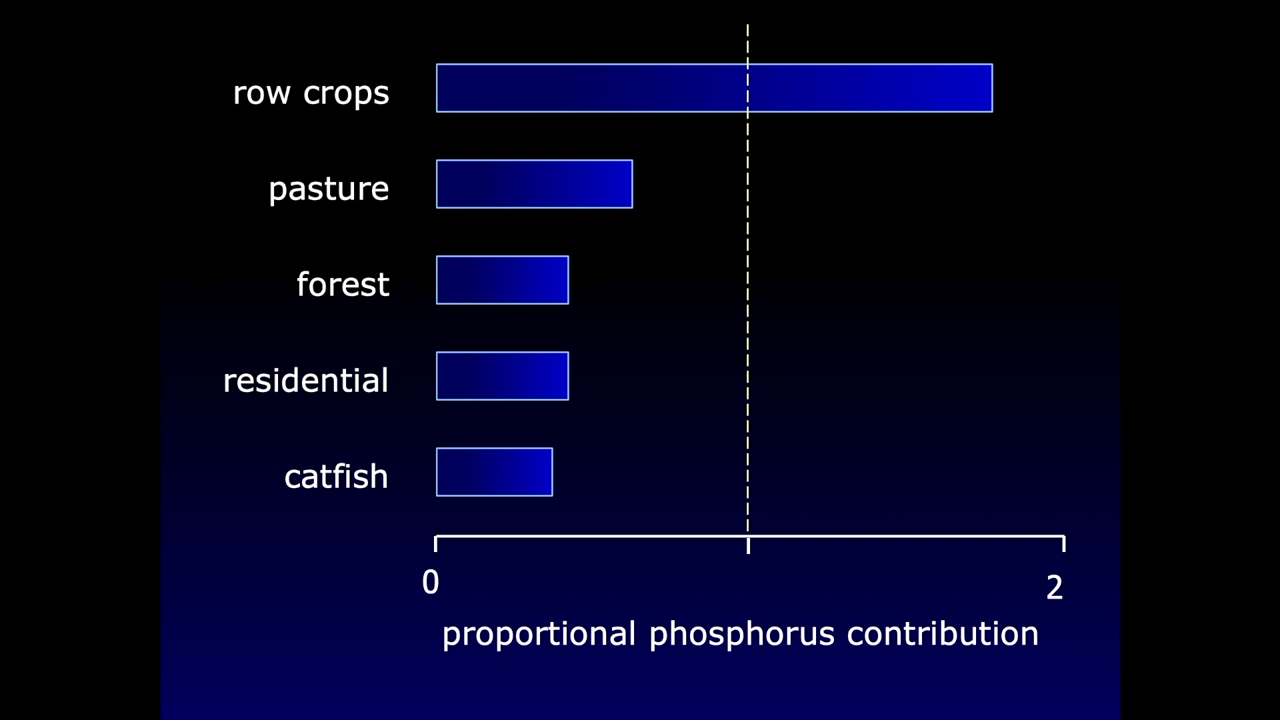 row crops
pasture
forest
residential
catfish
0
2
proportional phosphorus contribution